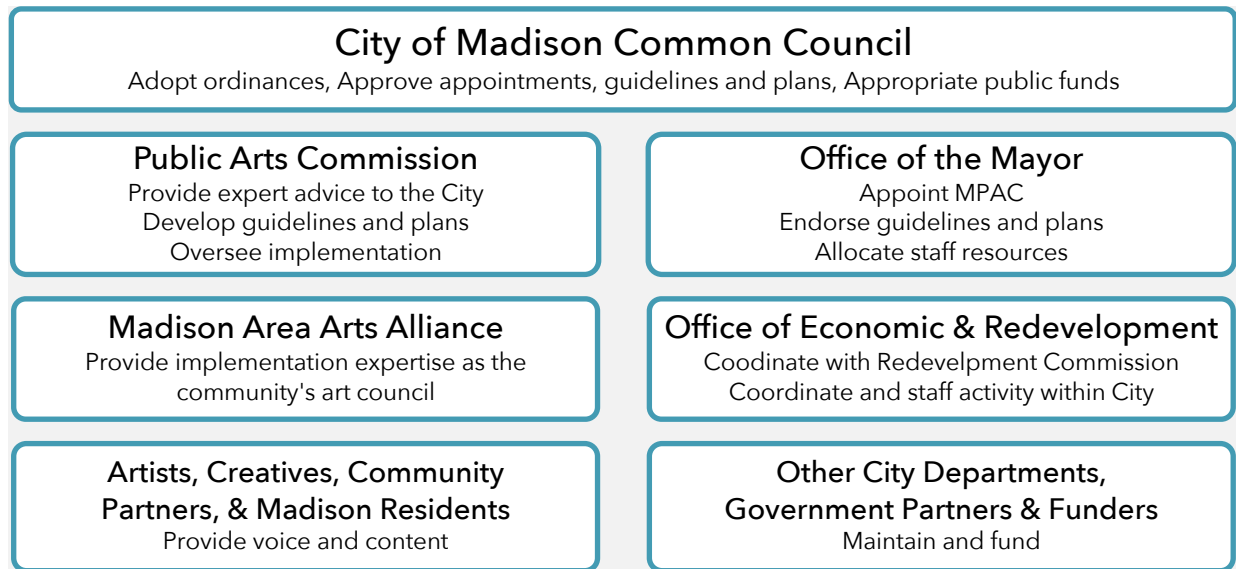 City of Madison Common Council
Adopt ordinances, Approve appointments, guidelines and plans, Appropriate public funds
Public Arts Commission
Provide expert advice to the City
Develop guidelines and plans
Oversee implementation
Office of the Mayor
Appoint MPAC
Endorse guidelines and plans
Allocate staff resources
Madison Area Arts Alliance
Provide implementation expertise as the
community's art council
Office of Economic & Redevelopment
Coodinate with Redevelpment Commission
Coordinate and staff activity within City
Artists, Creatives, Community
Partners, & Madison Residents
Provide voice and content
Other City Departments,
Government Partners & Funders
Maintain and fund